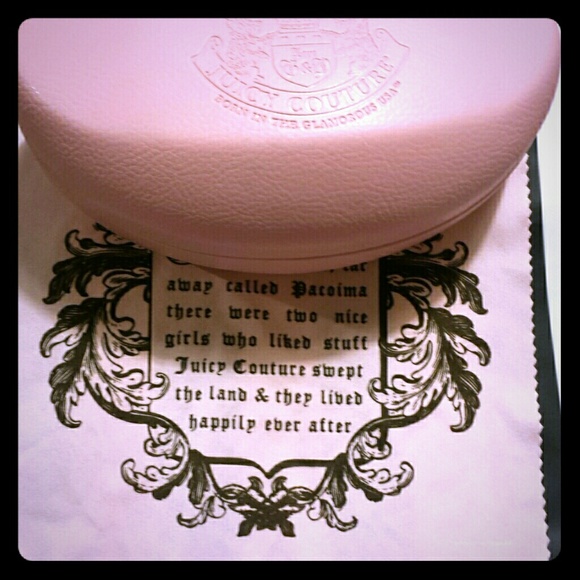 JUICY COUTURE
BORN IN THE GLAMOROUS USA™
away called Pacoima
there were two nice
girls who liked stuff
Juicy Couture swept
the land & they lived
happily ever after